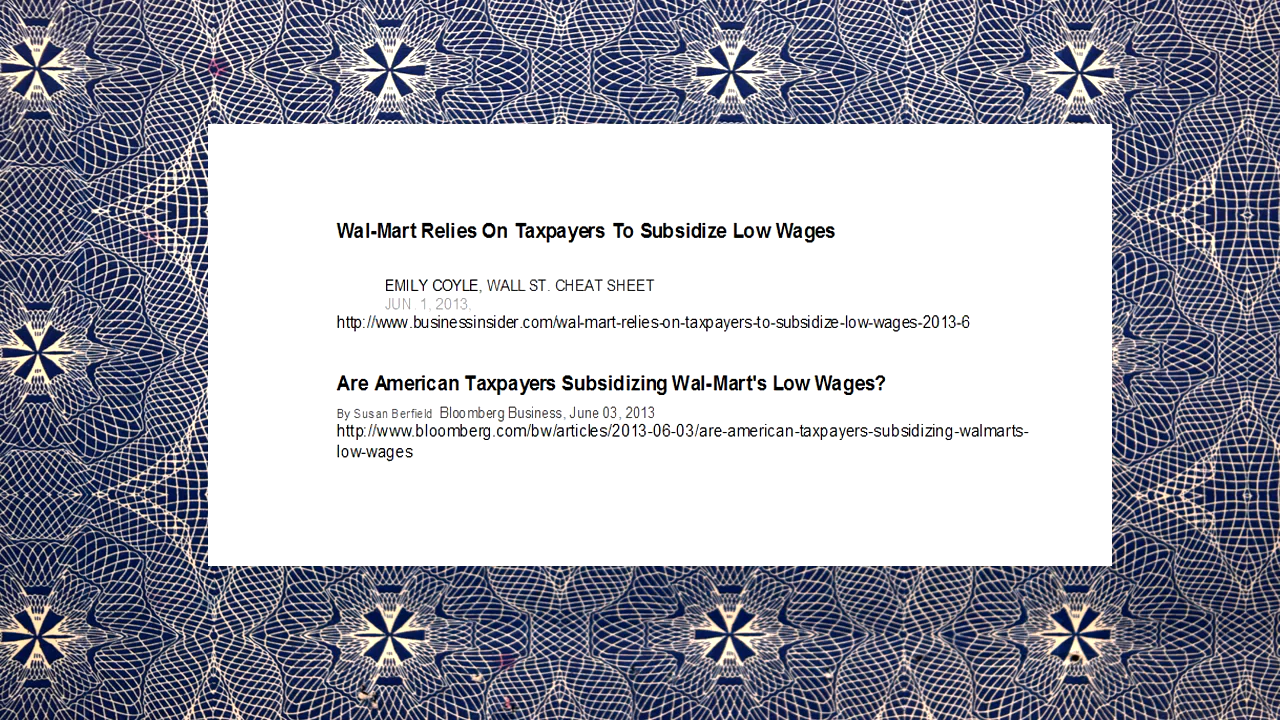 Wal-Mart Relies On Taxpayers To Subsidize Low Wages
EMILY COYLE, WALL ST. CHEAT SHEET
JUN. 1, 2013,
http://www.businessinsider.com/wal-mart-relies-on-taxpayers-to-subsidize-low-wages-2013-6
Are American Taxpayers Subsidizing Wal-Mart's Low Wages?
By Susan Berfield Bloomberg Business, June 03, 2013
http://www.bloomberg.com/bw/articles/2013-06-03/are-american-taxpayers-subsidizing-walmarts-
low-wages